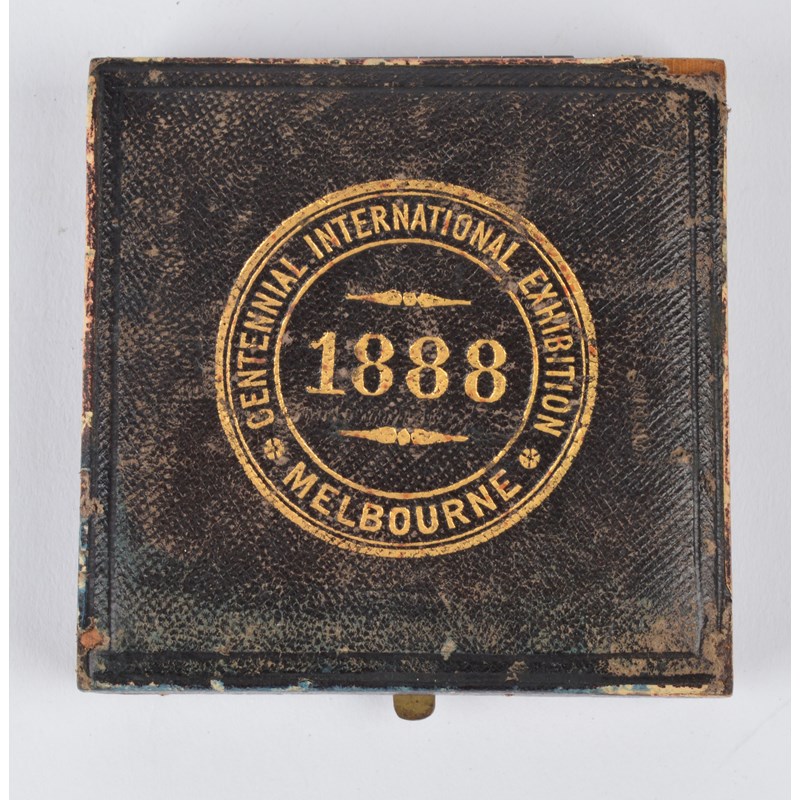 CENTENNIAL INTERNATIONAL EXHIBITION
1888
MELBOURNE